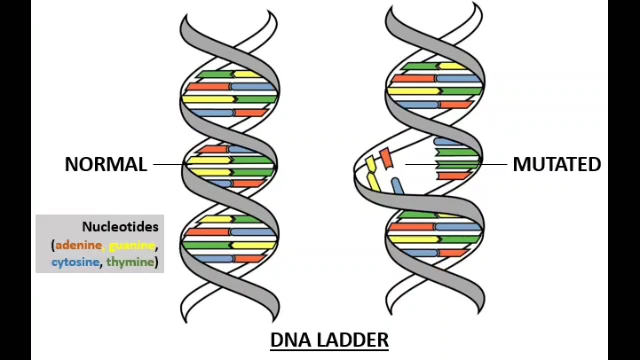 NORMAL
MUTATED
Nucleotides
(adenine, guanine,
cytosine, thymine)
DNA LADDER